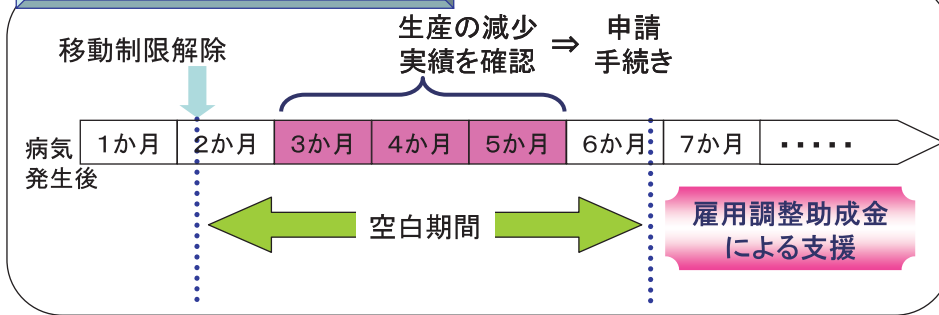 生産の減少 ⇒ 申請
実績を確認 手続き
移動制限解除
病気
発生後
1か月 2か月 3か月 4か月 5か月 6か月 7か月 ・・・・・
空白期間
雇用調整助成金
による支援